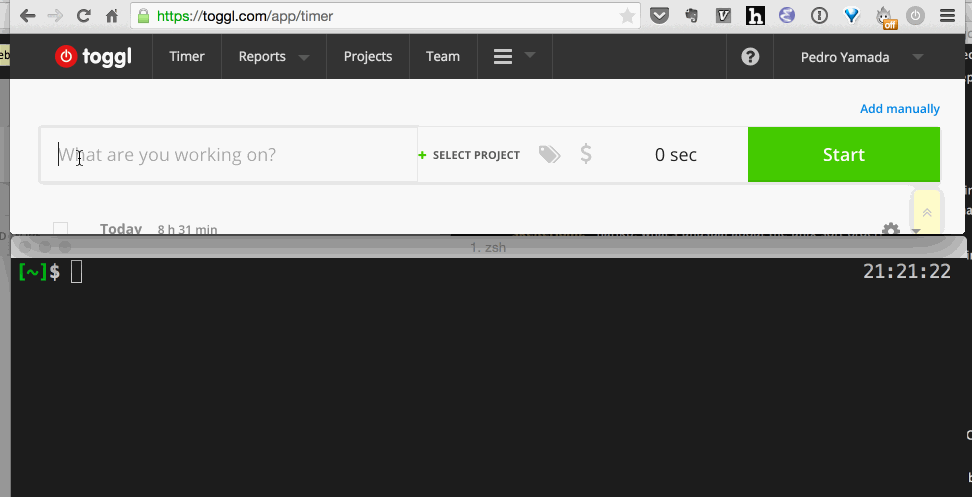 https://toggl.com/app/timer
off
toggl Timer Reports Projects Team ? Pedro Yamada
Add manually
What are you working on? + SELECT PROJECT $ 0 sec Start
Today 8 h 31 min
1. zsh
[~]$ 21:21:22